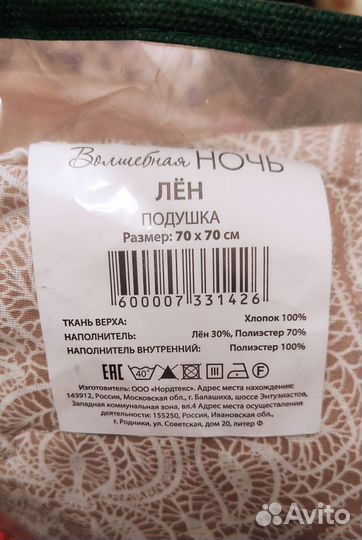 Волшебная НОЧЬ
ЛЁН
ПОДУШКА
Размер: 70 х 70 см
600007 331426
ТКАНЬ ВЕРХА: Хлопок 100%
НАПОЛНИТЕЛЬ: Лён 30%, Полиэстер 70%
НАПОЛНИТЕЛЬ ВНУТРЕННИЙ: Полиэстер 100%
EAC 40° F
Изготовитель: ООО «Нордтекс». Адрес места нахождения:
143912, Россия, Московская обл., г. Балашиха, шоссе Энтузиастов,
Западная коммунальная зона, вл.4 Адрес места осуществления
деятельности: 155250, Россия, Ивановская обл.,
г. Родники, ул. Советская, дом 20, литер Ф
Avito